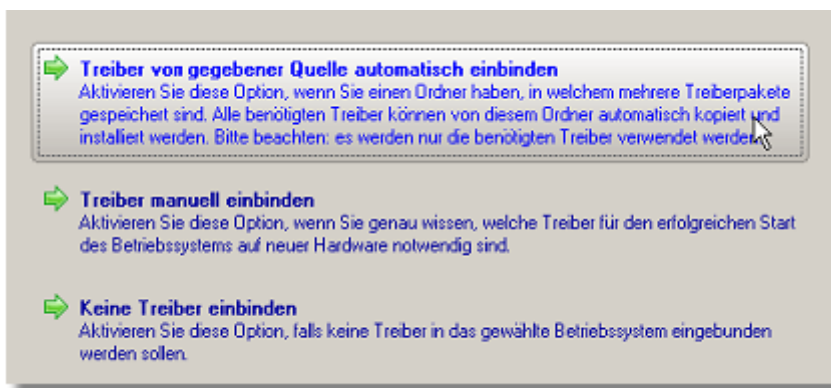 Treiber von gegebener Quelle automatisch einbinden
Aktivieren Sie diese Option, wenn Sie einen Ordner haben, in welchem mehrere Treiberpakete
gespeichert sind. Alle benötigten Treiber können von diesem Ordner automatisch kopiert und
installiert werden. Bitte beachten: es werden nur die benötigten Treiber verwendet werden.
Treiber manuell einbinden
Aktivieren Sie diese Option, wenn Sie genau wissen, welche Treiber für den erfolgreichen Start
des Betriebssystems auf neuer Hardware notwendig sind.
Keine Treiber einbinden
Aktivieren Sie diese Option, falls keine Treiber in das gewählte Betriebssystem eingebunden
werden sollen.